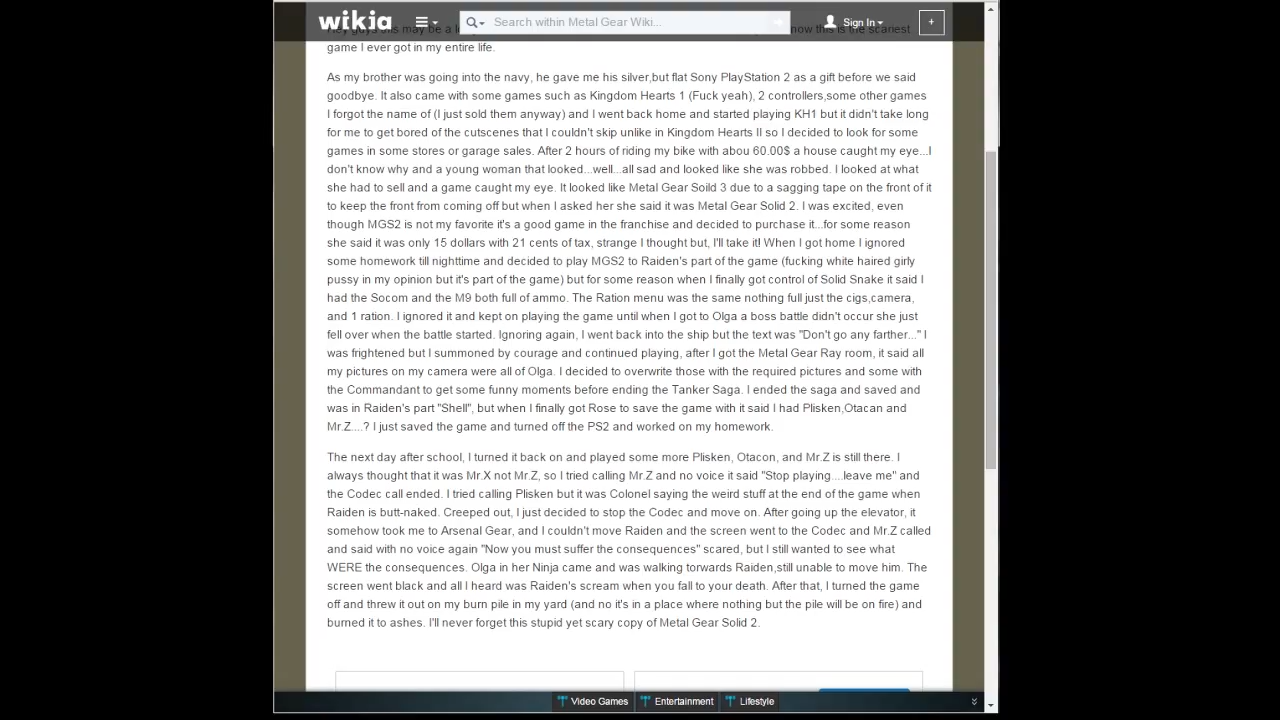 wikia
Search within Metal Gear Wiki...
Sign In
+
game I ever got in my entire life.
As my brother was going into the navy, he gave me his silver,but flat Sony PlayStation 2 as a gift before we said
goodbye. It also came with some games such as Kingdom Hearts 1 (Fuck yeah), 2 controllers,some other games
I forgot the name of (I just sold them anyway) and I went back home and started playing KH1 but it didn't take long
for me to get bored of the cutscenes that I couldn't skip unlike in Kingdom Hearts II so I decided to look for some
games in some stores or garage sales. After 2 hours of riding my bike with abou 60.00$ a house caught my eye...I
don't know why and a young woman that looked...well...all sad and looked like she was robbed. I looked at what
she had to sell and a game caught my eye. It looked like Metal Gear Soild 3 due to a sagging tape on the front of it
to keep the front from coming off but when I asked her she said it was Metal Gear Solid 2. I was excited, even
though MGS2 is not my favorite it's a good game in the franchise and decided to purchase it...for some reason
she said it was only 15 dollars with 21 cents of tax, strange I thought but, I'll take it! When I got home I ignored
some homework till nighttime and decided to play MGS2 to Raiden's part of the game (fucking white haired girly
pussy in my opinion but it's part of the game) but for some reason when I finally got control of Solid Snake it said I
had the Socom and the M9 both full of ammo. The Ration menu was the same nothing full just the cigs,camera,
and 1 ration. I ignored it and kept on playing the game until when I got to Olga a boss battle didn't occur she just
fell over when the battle started. Ignoring again, I went back into the ship but the text was "Don't go any farther..." I
was frightened but I summoned by courage and continued playing, after I got the Metal Gear Ray room, it said all
my pictures on my camera were all of Olga. I decided to overwrite those with the required pictures and some with
the Commandant to get some funny moments before ending the Tanker Saga. I ended the saga and saved and
was in Raiden's part "Shell", but when I finally got Rose to save the game with it said I had Plisken,Otacan and
Mr.Z....? I just saved the game and turned off the PS2 and worked on my homework.
The next day after school, I turned it back on and played some more Plisken, Otacon, and Mr.Z is still there. I
always thought that it was Mr.X not Mr.Z, so I tried calling Mr.Z and no voice it said "Stop playing....leave me" and
the Codec call ended. I tried calling Plisken but it was Colonel saying the weird stuff at the end of the game when
Raiden is butt-naked. Creeped out, I just decided to stop the Codec and move on. After going up the elevator, it
somehow took me to Arsenal Gear, and I couldn't move Raiden and the screen went to the Codec and Mr.Z called
and said with no voice again "Now you must suffer the consequences" scared, but I still wanted to see what
WERE the consequences. Olga in her Ninja came and was walking torwards Raiden,still unable to move him. The
screen went black and all I heard was Raiden's scream when you fall to your death. After that, I turned the game
off and threw it out on my burn pile in my yard (and no it's in a place where nothing but the pile will be on fire) and
burned it to ashes. I'll never forget this stupid yet scary copy of Metal Gear Solid 2.
Video Games Entertainment Lifestyle